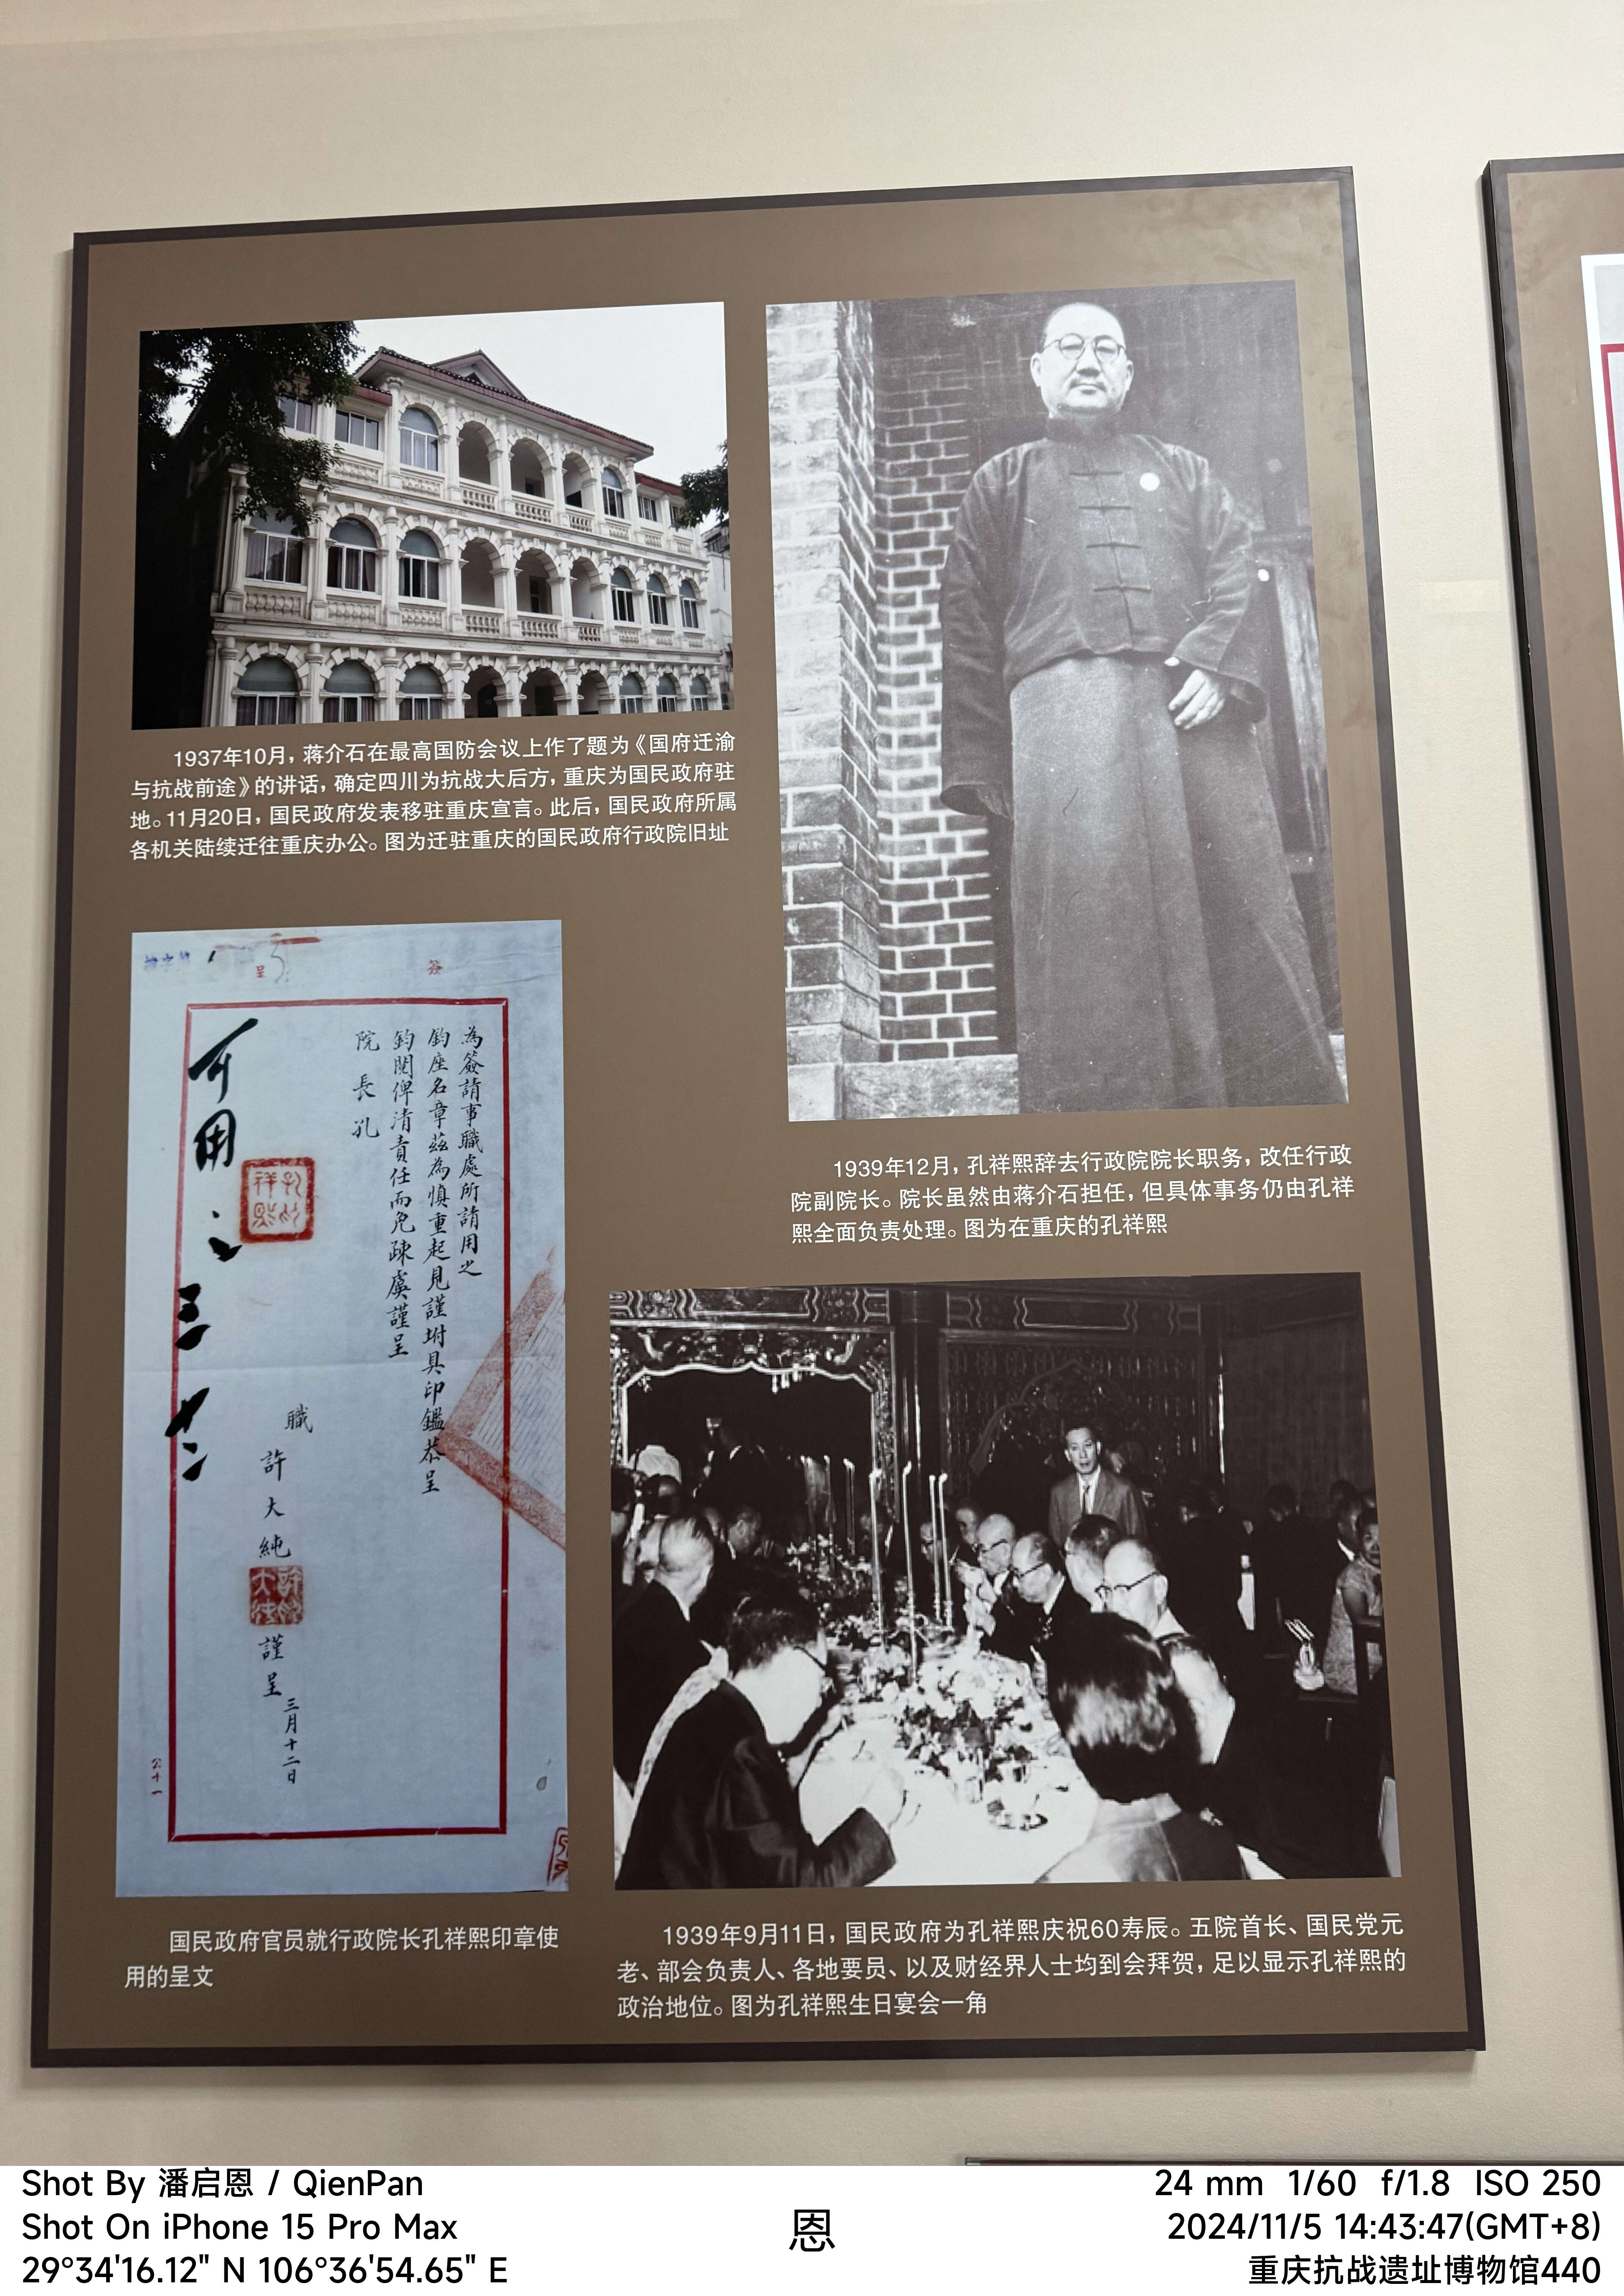 1937年10月，蒋介石在最高国防会议上作了题为《国府迁渝
与抗战前途》的讲话，确定四川为抗战大后方，重庆为国民政府驻
地。11月20日，国民政府发表移驻重庆宣言。此后，国民政府所属
各机关陆续迁往重庆办公。图为迁驻重庆的国民政府行政院旧址
1939年12月，孔祥熙辞去行政院院长职务，改任行政
院副院长。院长虽然由蒋介石担任，但具体事务仍由孔祥
熙全面负责处理。图为在重庆的孔祥熙
簽
呈
為簽請事職處所請用之
鈞座名章茲為慎重起見謹坿具印鑑恭呈
鈞閱俾清責任而免疎虞謹呈
院長孔
職
許大純
謹呈
三月十二日
可用
孔祥熙
三
公十一
国民政府官员就行政院长孔祥熙印章使
用的呈文
1939年9月11日，国民政府为孔祥熙庆祝60寿辰。五院首长、国民党元
老、部会负责人、各地要员、以及财经界人士均到会拜贺，足以显示孔祥熙的
政治地位。图为孔祥熙生日宴会一角
Shot By 潘启恩 / QienPan
Shot On iPhone 15 Pro Max
29°34'16.12" N 106°36'54.65" E
恩
24 mm 1/60 f/1.8 ISO 250
2024/11/5 14:43:47(GMT+8)
重庆抗战遗址博物馆440